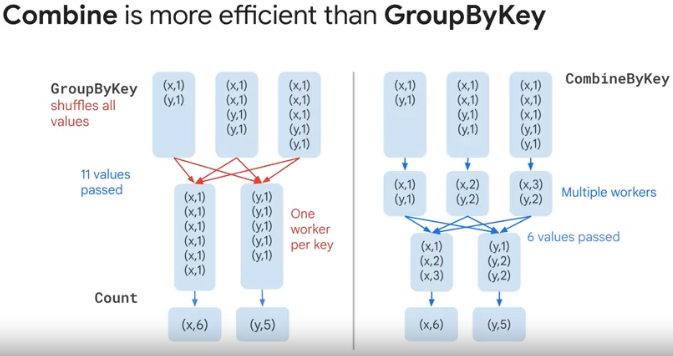 Combine is more efficient than GroupByKey
GroupByKey
shuffles all
values
(x,1)
(y,1)
(x,1)
(x,1)
(y,1)
(y,1)
(x,1)
(x,1)
(x,1)
(y,1)
(y,1)
11 values
passed
(x,1)
(x,1)
(x,1)
(x,1)
(x,1)
(x,1)
(y,1)
(y,1)
(y,1)
(y,1)
(y,1)
One
worker
per key
Count
(x,6)
(y,5)
CombineByKey
(x,1)
(y,1)
(x,1)
(x,1)
(y,1)
(y,1)
(x,1)
(x,1)
(x,1)
(y,1)
(y,1)
(x,1)
(y,1)
(x,2)
(y,2)
(x,3)
(y,2)
Multiple workers
6 values passed
(x,1)
(x,2)
(x,3)
(y,1)
(y,2)
(y,2)
(x,6)
(y,5)